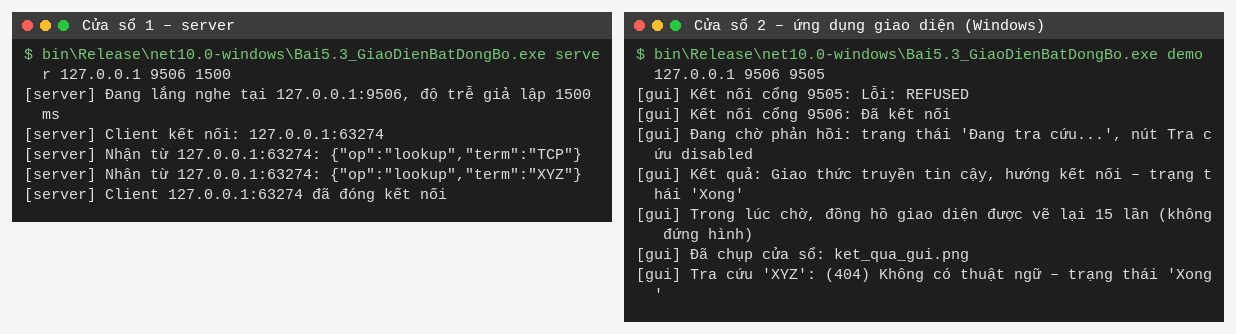 Cửa sổ 1 – server
$ bin\Release\net10.0-windows\Bai5.3_GiaoDienBatDongBo.exe serve
r 127.0.0.1 9506 1500
[server] Đang lắng nghe tại 127.0.0.1:9506, độ trễ giả lập 1500
ms
[server] Client kết nối: 127.0.0.1:63274
[server] Nhận từ 127.0.0.1:63274: {"op":"lookup","term":"TCP"}
[server] Nhận từ 127.0.0.1:63274: {"op":"lookup","term":"XYZ"}
[server] Client 127.0.0.1:63274 đã đóng kết nối
Cửa sổ 2 – ứng dụng giao diện (Windows)
$ bin\Release\net10.0-windows\Bai5.3_GiaoDienBatDongBo.exe demo
127.0.0.1 9506 9505
[gui] Kết nối cổng 9505: Lỗi: REFUSED
[gui] Kết nối cổng 9506: Đã kết nối
[gui] Đang chờ phản hồi: trạng thái 'Đang tra cứu...', nút Tra c
ứu disabled
[gui] Kết quả: Giao thức truyền tin cậy, hướng kết nối – trạng t
hái 'Xong'
[gui] Trong lúc chờ, đồng hồ giao diện được vẽ lại 15 lần (không
đứng hình)
[gui] Đã chụp cửa sổ: ket_qua_gui.png
[gui] Tra cứu 'XYZ': (404) Không có thuật ngữ – trạng thái 'Xong
'